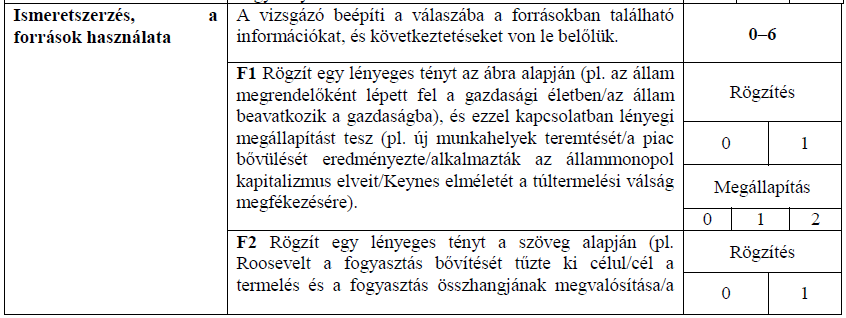 Ismeretszerzés, a
források használata
A vizsgázó beépíti a válaszába a forrásokban található
információkat, és következtetéseket von le belőlük.
0–6
F1 Rögzít egy lényeges tényt az ábra alapján (pl. az állam
megrendelőként lépett fel a gazdasági életben/az állam
beavatkozik a gazdaságba), és ezzel kapcsolatban lényegi
megállapítást tesz (pl. új munkahelyek teremtését/a piac
bővülését eredményezte/alkalmazták az állammonopol
kapitalizmus elveit/Keynes elméletét a túltermelési válság
megfékezésére).
Rögzítés
0 1
Megállapítás
0 1 2
F2 Rögzít egy lényeges tényt a szöveg alapján (pl.
Roosevelt a fogyasztás bővítését tűzte ki célul/cél a
termelés és a fogyasztás összhangjának megvalósítása/a
Rögzítés
0 1